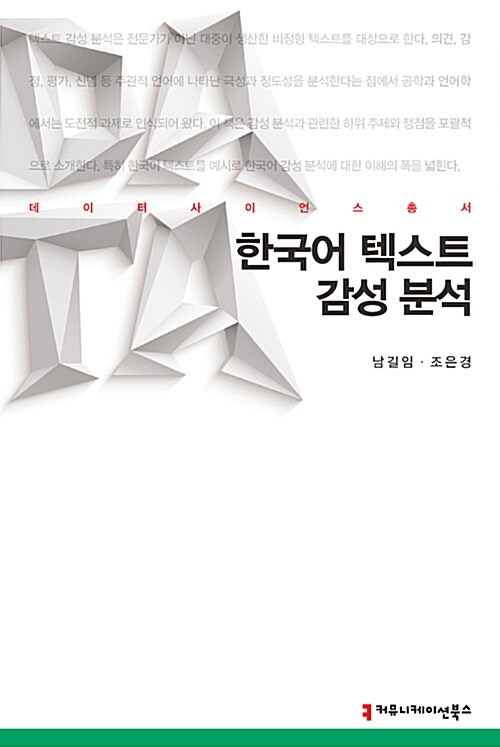 텍스트 감성 분석은 전문가가 아닌 대중이 생산한 비정형 텍스트를 대상으로 한다. 의견, 감
정, 평가, 신념 등 주관적 언어에 나타난 극성과 정도성을 분석한다는 점에서 공학과 언어학
에서는 도전적 과제로 인식되어 왔다. 이 책은 감성 분석과 관련한 하위 주제와 쟁점을 포괄적
으로 소개한다. 특히 한국어 텍스트를 예시로 한국어 감성 분석에 대한 이해의 폭을 넓힌다.
DA
데이터사이언스총서
TA
한국어 텍스트
감성 분석
남길임 · 조은경
커뮤니케이션북스